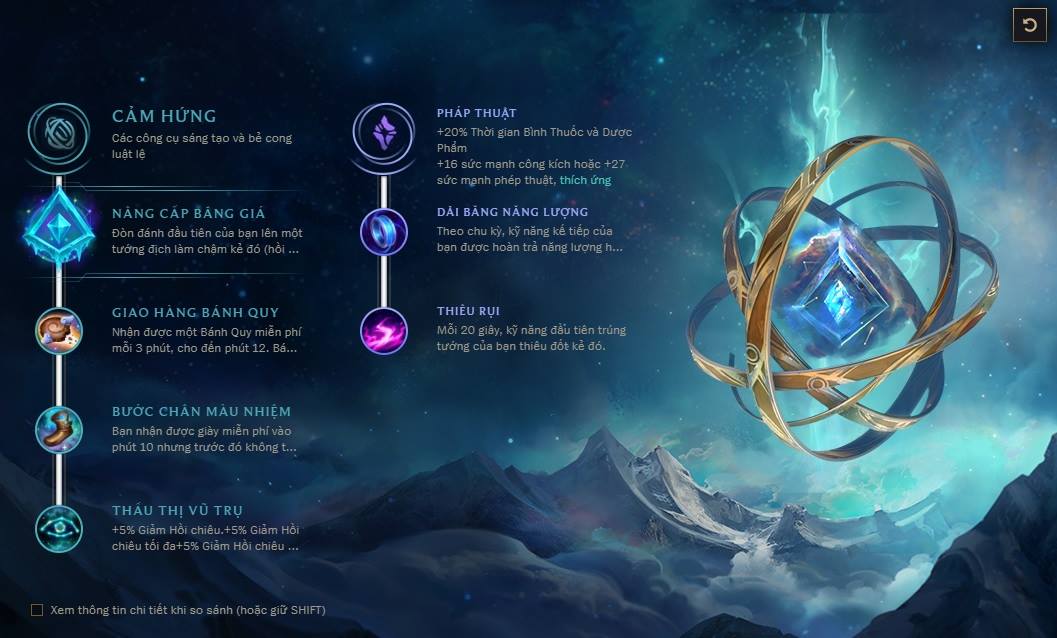 CẢM HỨNG
Các công cụ sáng tạo và bẻ cong
luật lệ
NÂNG CẤP BĂNG GIÁ
Đòn đánh đầu tiên của bạn lên một
tướng địch làm chậm kẻ đó (hồi ...
GIAO HÀNG BÁNH QUY
Nhận được một Bánh Quy miễn phí
mỗi 3 phút, cho đến phút 12. Bá...
BƯỚC CHÂN MÀU NHIỆM
Bạn nhận được giày miễn phí vào
phút 10 nhưng trước đó không t...
THẤU THỊ VŨ TRỤ
+5% Giảm Hồi chiêu.+5% Giảm Hồi
chiêu tối đa+5% Giảm Hồi chiêu ...
PHÁP THUẬT
+20% Thời gian Bình Thuốc và Dược
Phẩm
+16 sức mạnh công kích hoặc +27
sức mạnh phép thuật, thích ứng
DẢI BĂNG NĂNG LƯỢNG
Theo chu kỳ, kỹ năng kế tiếp của
bạn được hoàn trả năng lượng h...
THIÊU RỤI
Mỗi 20 giây, kỹ năng đầu tiên trúng
tướng của bạn thiêu đốt kẻ đó.
Xem thông tin chi tiết khi so sánh (hoặc giữ SHIFT)